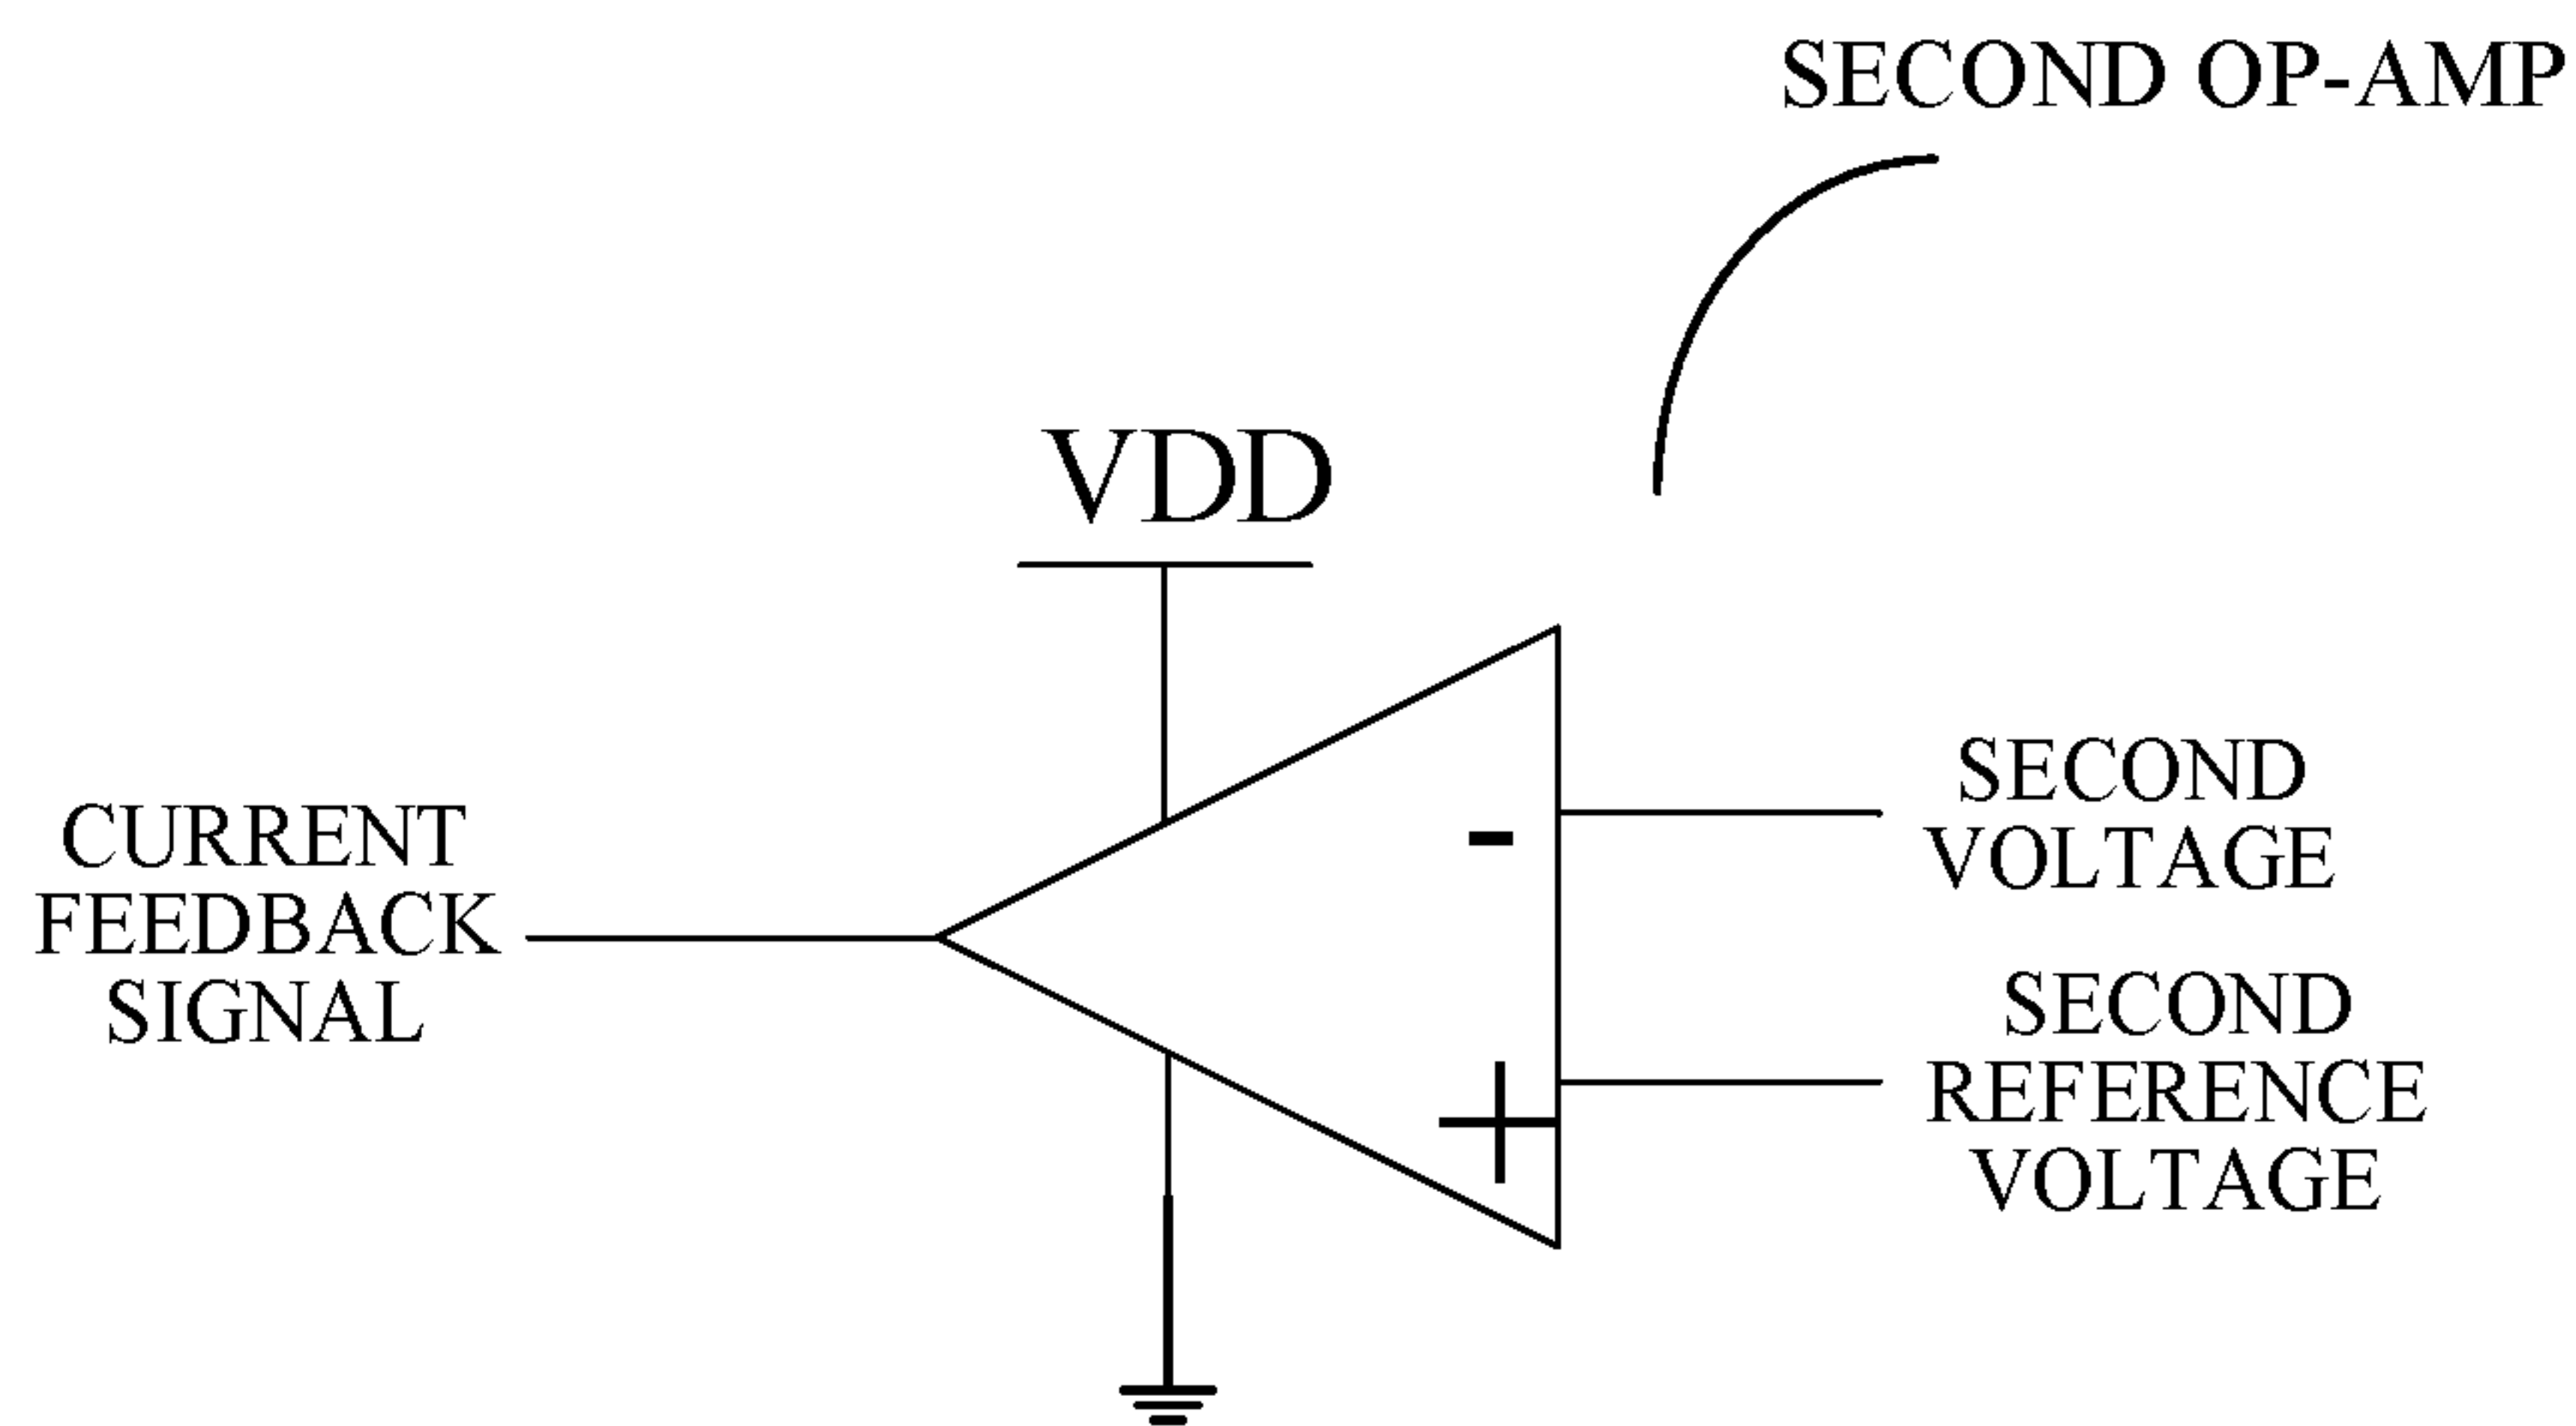 SECOND OP-AMP
VDD
CURRENT
FEEDBACK
SIGNAL
-
+
SECOND
VOLTAGE
SECOND
REFERENCE
VOLTAGE